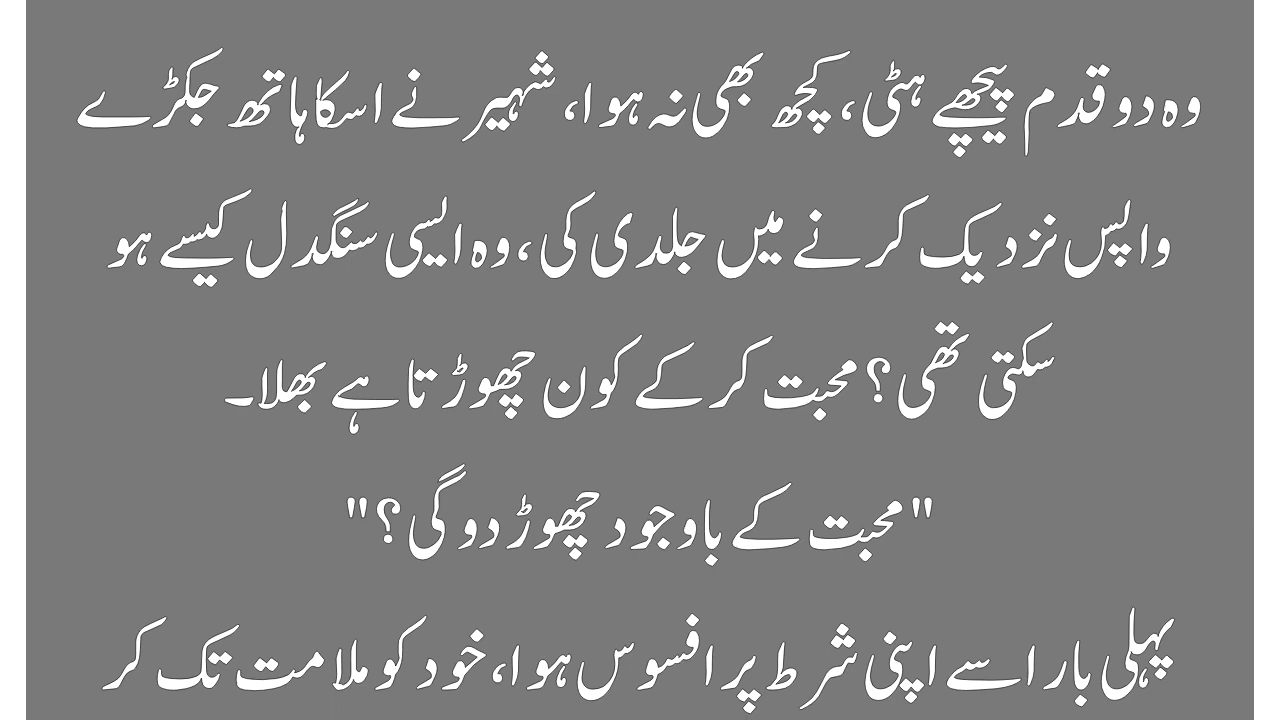 وہ دو قدم پیچھے ہٹی، کچھ بھی نہ ہوا، شہیر نے اسکا ہاتھ جکڑے
واپس نزدیک کرنے میں جلدی کی، وہ ایسی سنگدل کیسے ہو
سکتی تھی؟ محبت کر کے کون چھوڑتا ہے بھلا۔
"محبت کے باوجود چھوڑ دو گی؟"
پہلی بار اسے اپنی شرط پر افسوس ہوا، خود کو ملامت تک کر